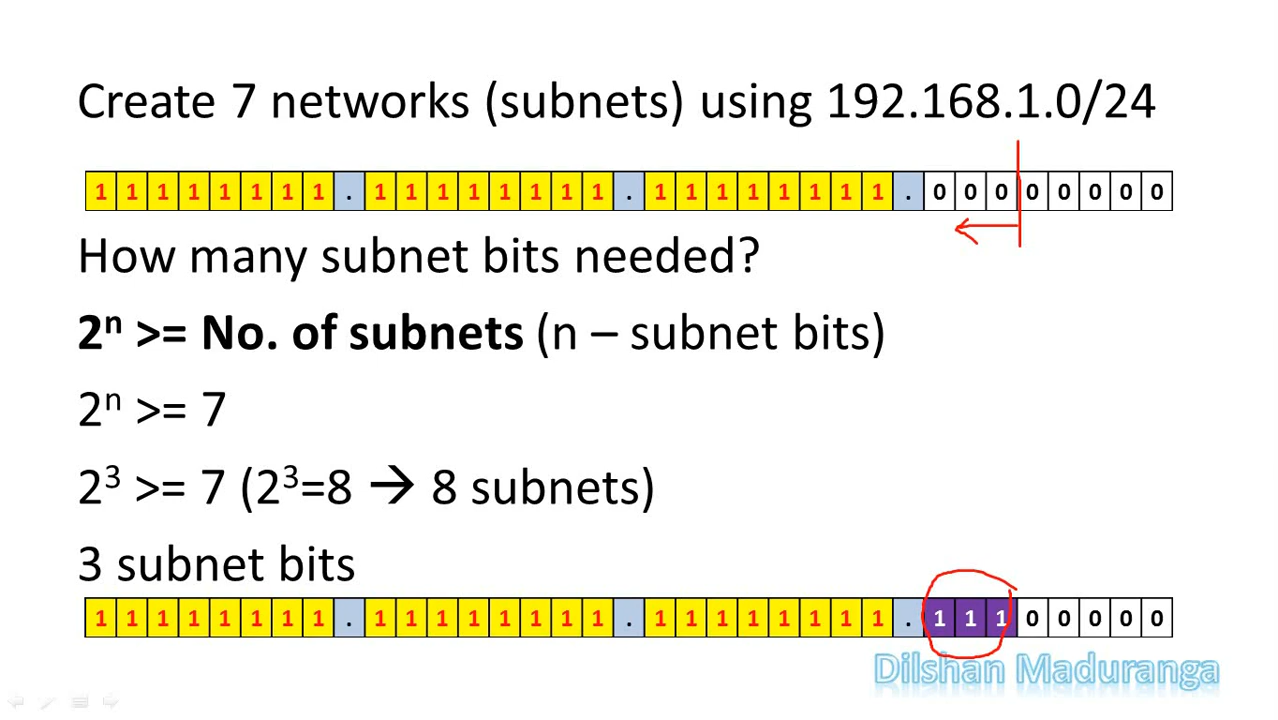 Create 7 networks (subnets) using 192.168.1.0/24
11111111.11111111.11111111.00000000
How many subnet bits needed?
2ⁿ >= No. of subnets (n – subnet bits)
2ⁿ >= 7
2³ >= 7 (2³=8 → 8 subnets)
3 subnet bits
11111111.11111111.11111111.11100000
Dilshan Maduranga